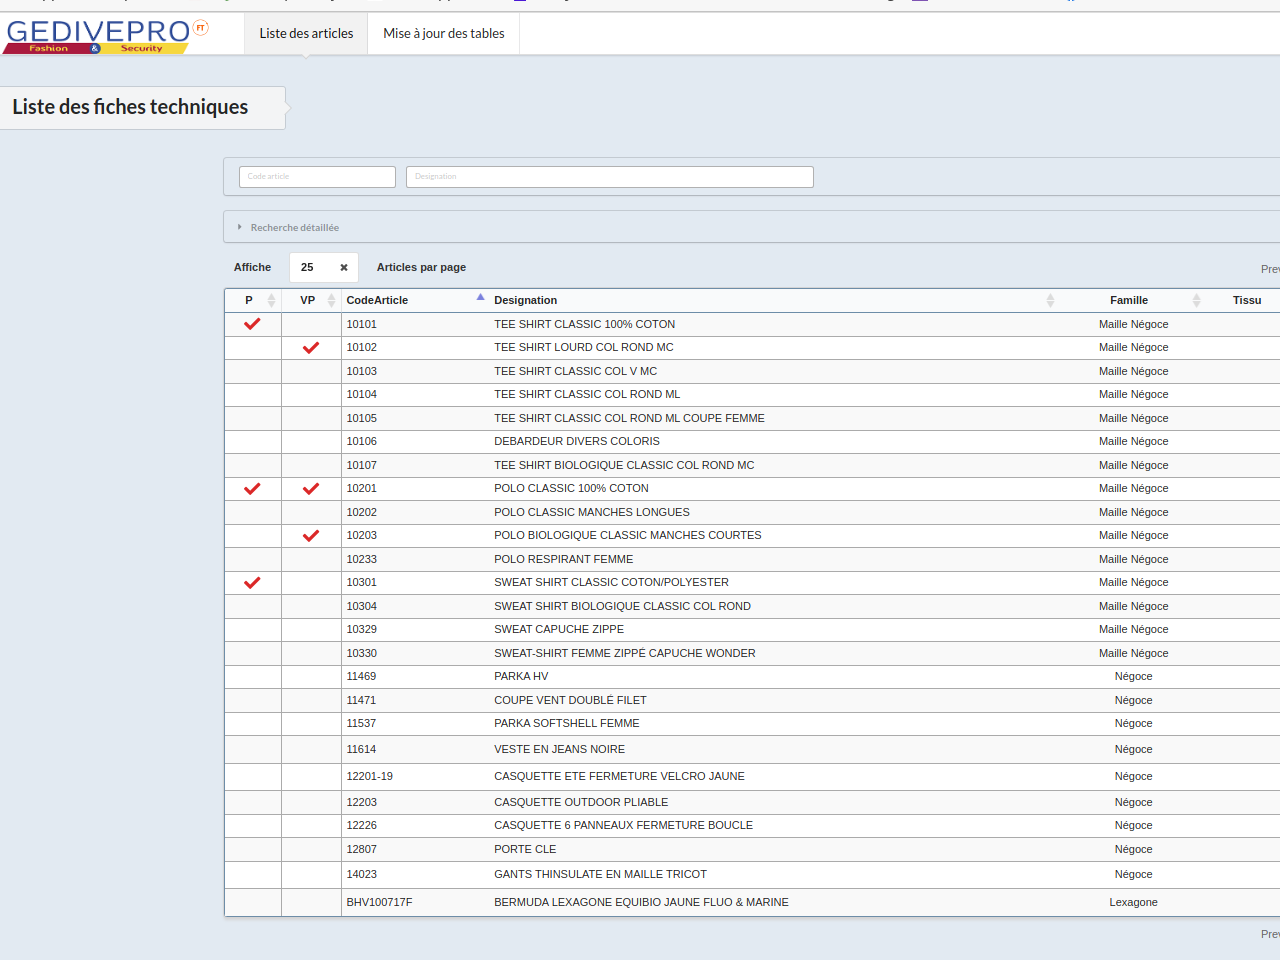 GEDIVEPRO FT
Fashion & Security
Liste des articles Mise à jour des tables
Liste des fiches techniques
Code article Designation
Recherche détaillée
Affiche 25 Articles par page
P VP CodeArticle Designation Famille Tissu
10101 TEE SHIRT CLASSIC 100% COTON Maille Négoce
10102 TEE SHIRT LOURD COL ROND MC Maille Négoce
10103 TEE SHIRT CLASSIC COL V MC Maille Négoce
10104 TEE SHIRT CLASSIC COL ROND ML Maille Négoce
10105 TEE SHIRT CLASSIC COL ROND ML COUPE FEMME Maille Négoce
10106 DEBARDEUR DIVERS COLORIS Maille Négoce
10107 TEE SHIRT BIOLOGIQUE CLASSIC COL ROND MC Maille Négoce
10201 POLO CLASSIC 100% COTON Maille Négoce
10202 POLO CLASSIC MANCHES LONGUES Maille Négoce
10203 POLO BIOLOGIQUE CLASSIC MANCHES COURTES Maille Négoce
10233 POLO RESPIRANT FEMME Maille Négoce
10301 SWEAT SHIRT CLASSIC COTON/POLYESTER Maille Négoce
10304 SWEAT SHIRT BIOLOGIQUE CLASSIC COL ROND Maille Négoce
10329 SWEAT CAPUCHE ZIPPE Maille Négoce
10330 SWEAT-SHIRT FEMME ZIPPÉ CAPUCHE WONDER Maille Négoce
11469 PARKA HV Négoce
11471 COUPE VENT DOUBLÉ FILET Négoce
11537 PARKA SOFTSHELL FEMME Négoce
11614 VESTE EN JEANS NOIRE Négoce
12201-19 CASQUETTE ETE FERMETURE VELCRO JAUNE Négoce
12203 CASQUETTE OUTDOOR PLIABLE Négoce
12226 CASQUETTE 6 PANNEAUX FERMETURE BOUCLE Négoce
12807 PORTE CLE Négoce
14023 GANTS THINSULATE EN MAILLE TRICOT Négoce
BHV100717F BERMUDA LEXAGONE EQUIBIO JAUNE FLUO & MARINE Lexagone